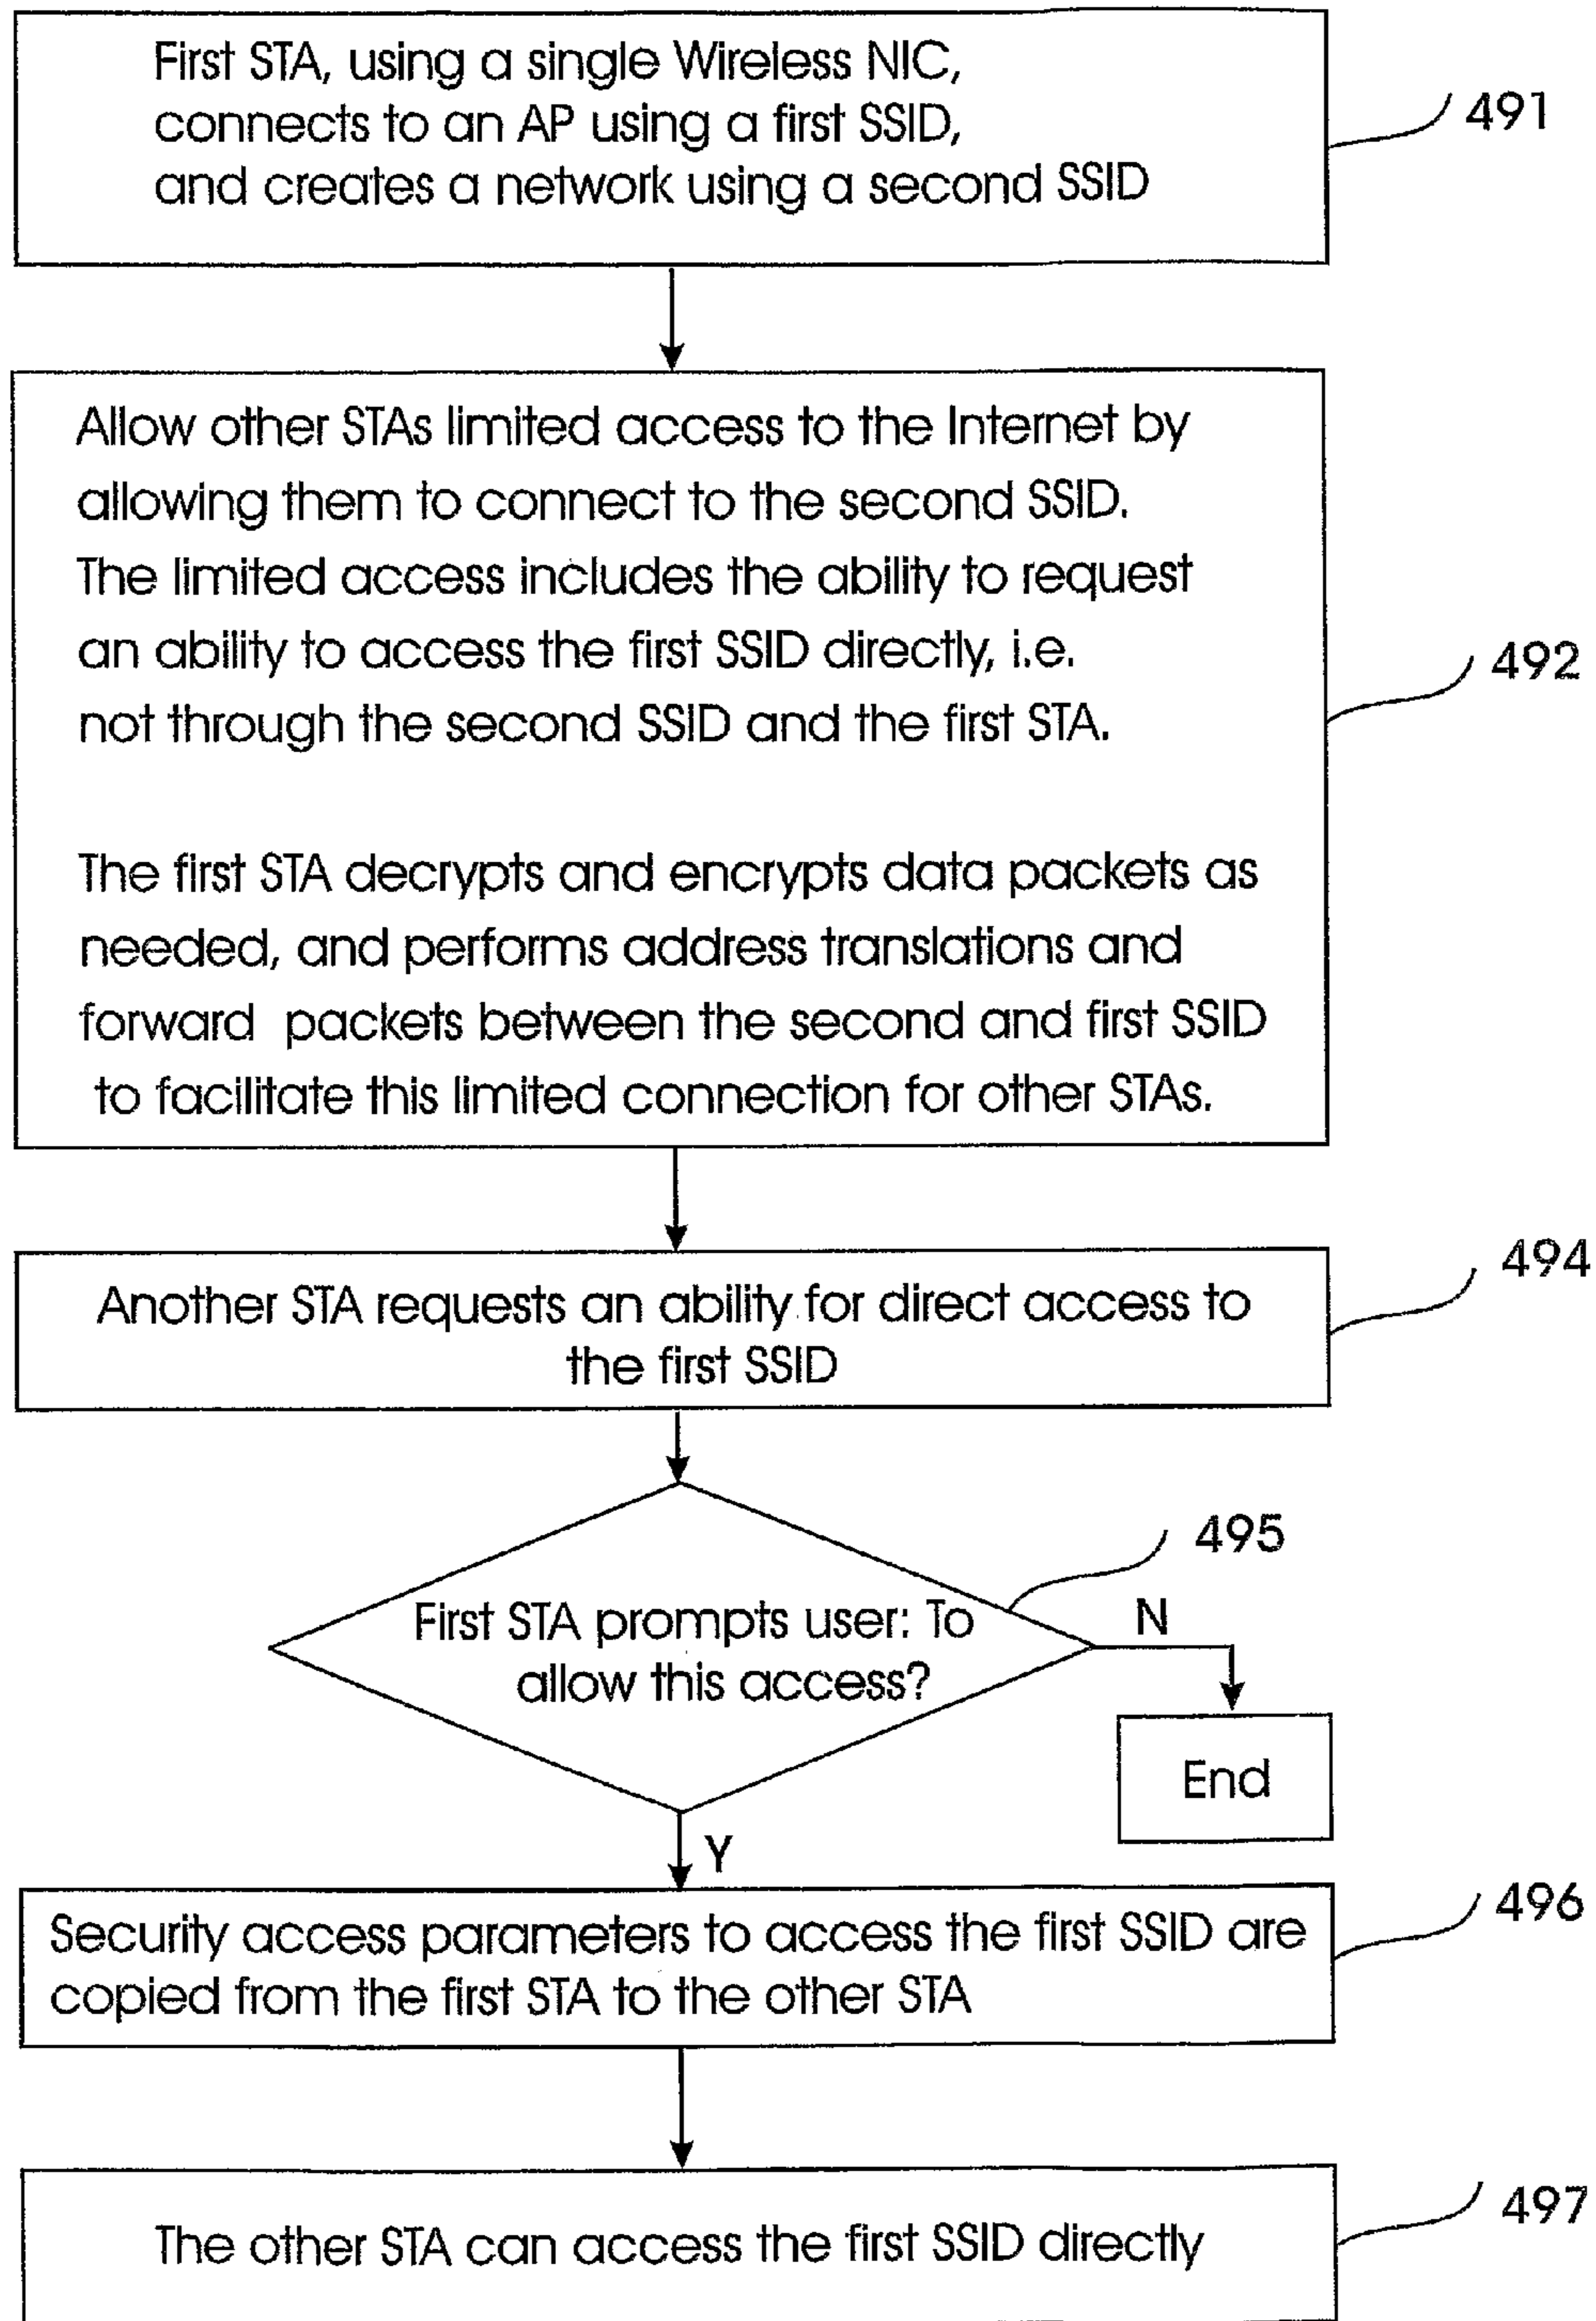 First STA, using a single Wireless NIC,
connects to an AP using a first SSID,
and creates a network using a second SSID
491
Allow other STAs limited access to the Internet by
allowing them to connect to the second SSID.
The limited access includes the ability to request
an ability to access the first SSID directly, i.e.
not through the second SSID and the first STA.
492
The first STA decrypts and encrypts data packets as
needed, and performs address translations and
forward packets between the second and first SSID
to facilitate this limited connection for other STAs.
494
Another STA requests an ability for direct access to
the first SSID
495
First STA prompts user: To
allow this access?
N
End
Y
496
Security access parameters to access the first SSID are
copied from the first STA to the other STA
497
The other STA can access the first SSID directly